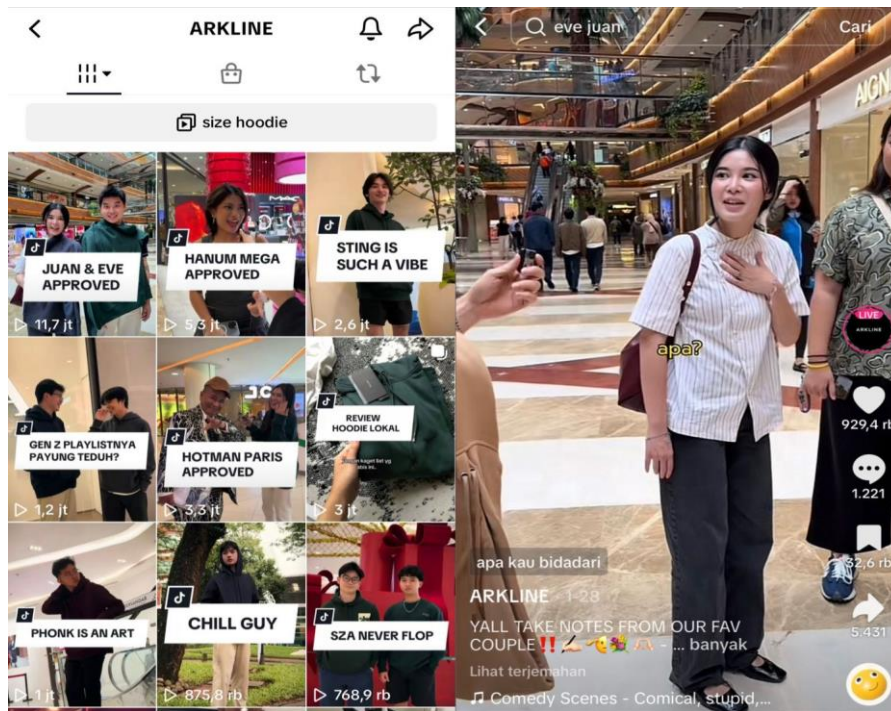 ARKLINE
size hoodie
JUAN & EVE
APPROVED
11,7 jt
HANUM MEGA
APPROVED
5,3 jt
STING IS
SUCH A VIBE
2,6 jt
GEN Z PLAYLISTNYA
PAYUNG TEDUH?
1,2 jt
J.C
HOTMAN PARIS
APPROVED
3,3 jt
REVIEW
HOODIE LOKAL
3 jt
PHONK IS AN ART
1 jt
CHILL GUY
875,8 rb
SZA NEVER FLOP
768,9 rb
eve juan
Cari
AIGNE
apa?
LIVE
ARKLINE
929,4 rb
1.221
32,6 rb
5.431
apa kau bidadari
ARKLINE · 1-28
YALL TAKE NOTES FROM OUR FAV
COUPLE‼️ - ... banyak
Lihat terjemahan
Comedy Scenes - Comical, stupid,...